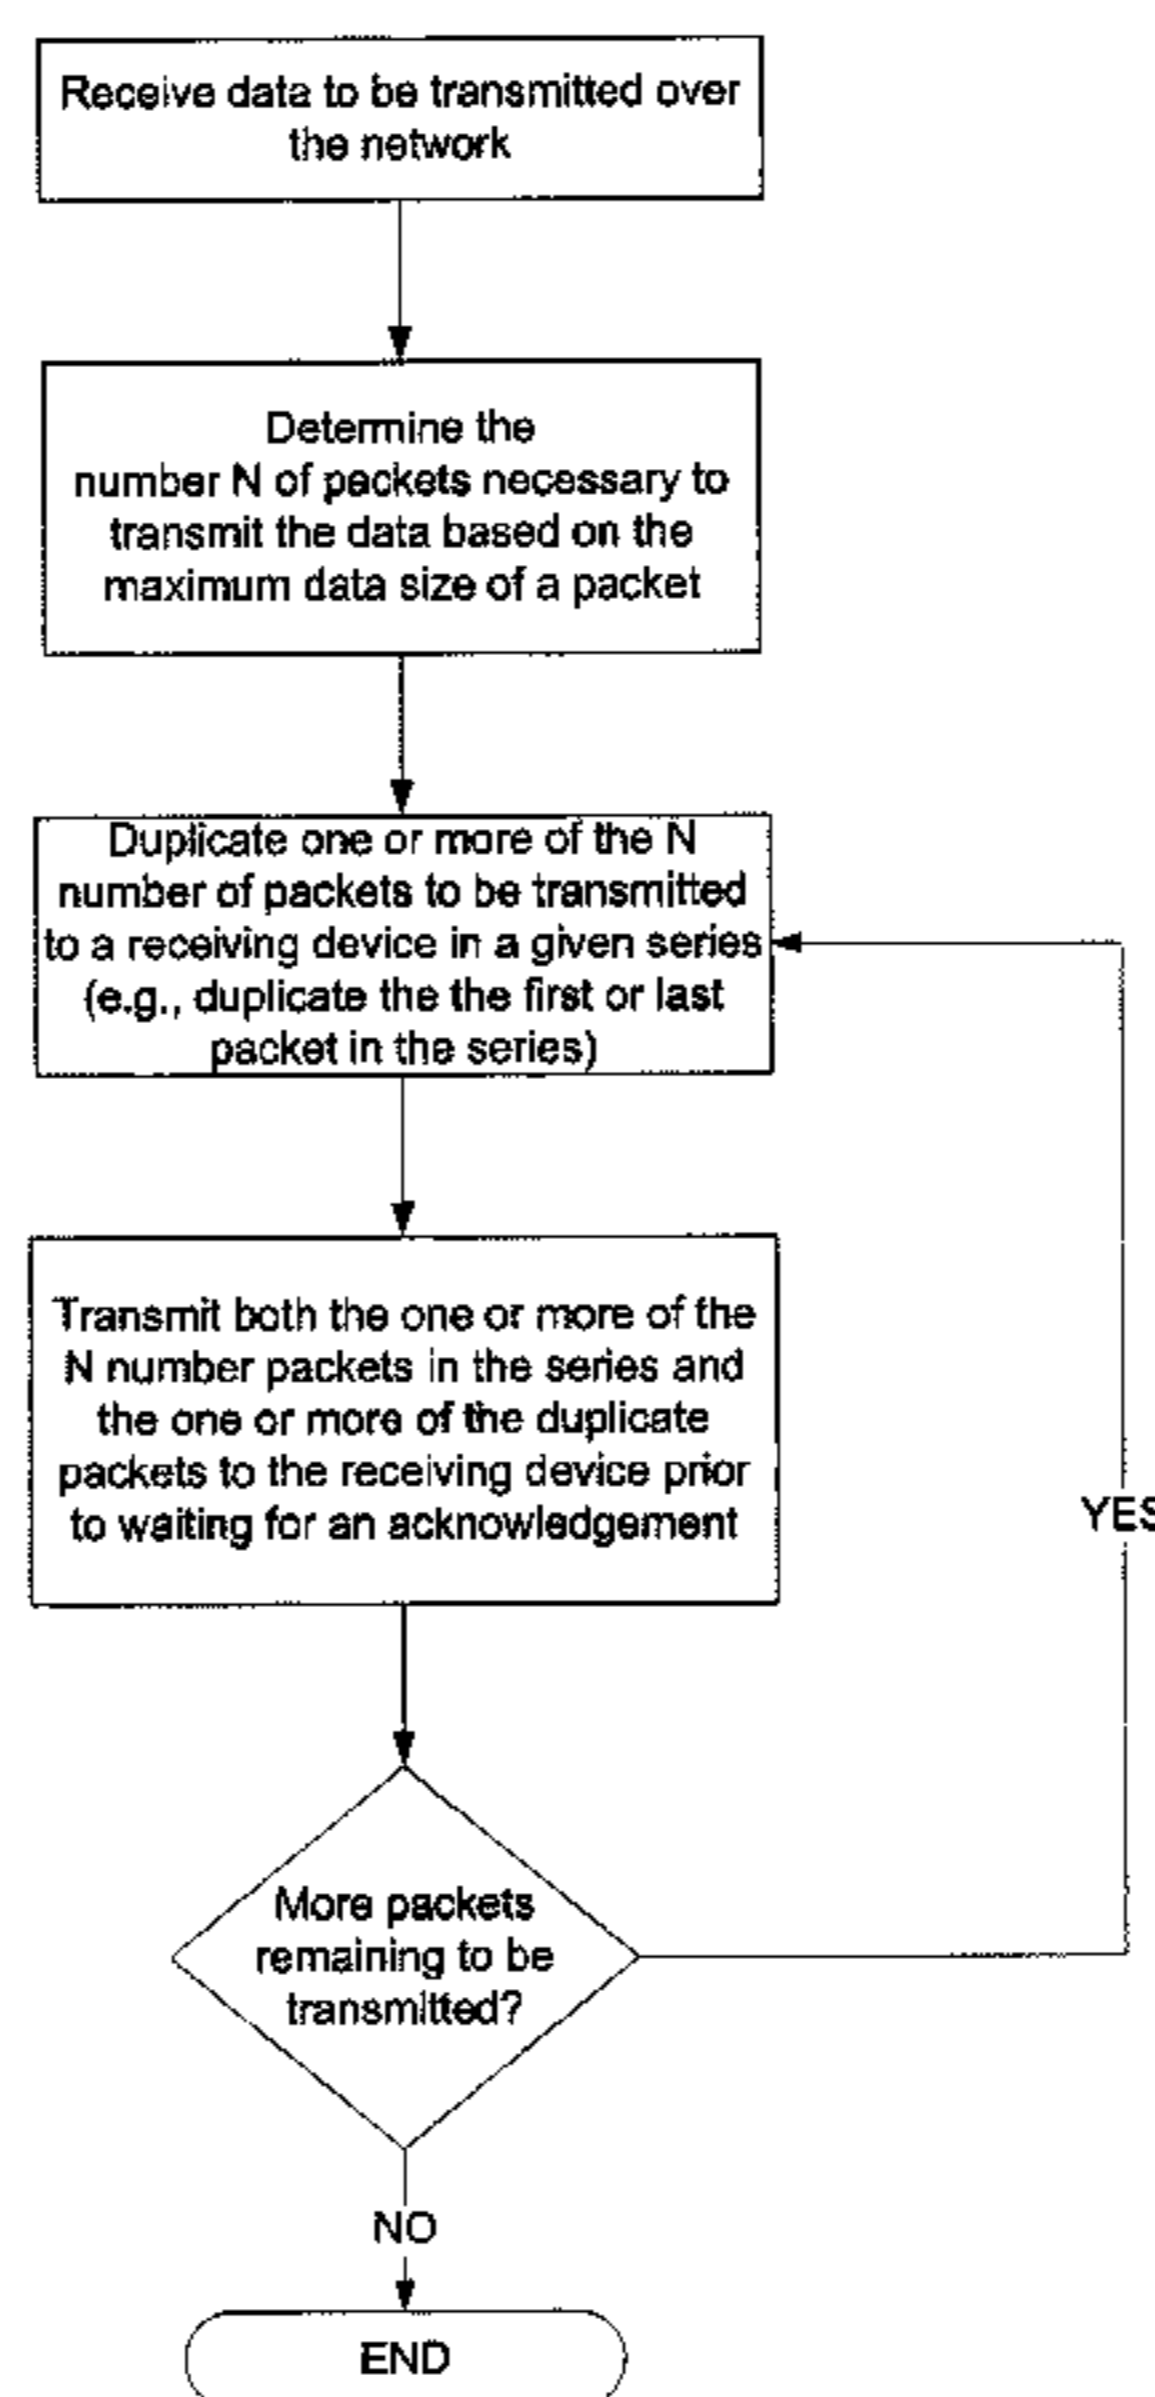 Receive data to be transmitted over
the network
Determine the
number N of packets necessary to
transmit the data based on the
maximum data size of a packet
Duplicate one or more of the N
number of packets to be transmitted
to a receiving device in a given series
(e.g., duplicate the the first or last
packet in the series)
Transmit both the one or more of the
N number packets in the series and
the one or more of the duplicate
packets to the receiving device prior
to waiting for an acknowledgement
YES
More packets
remaining to be
transmitted?
NO
END